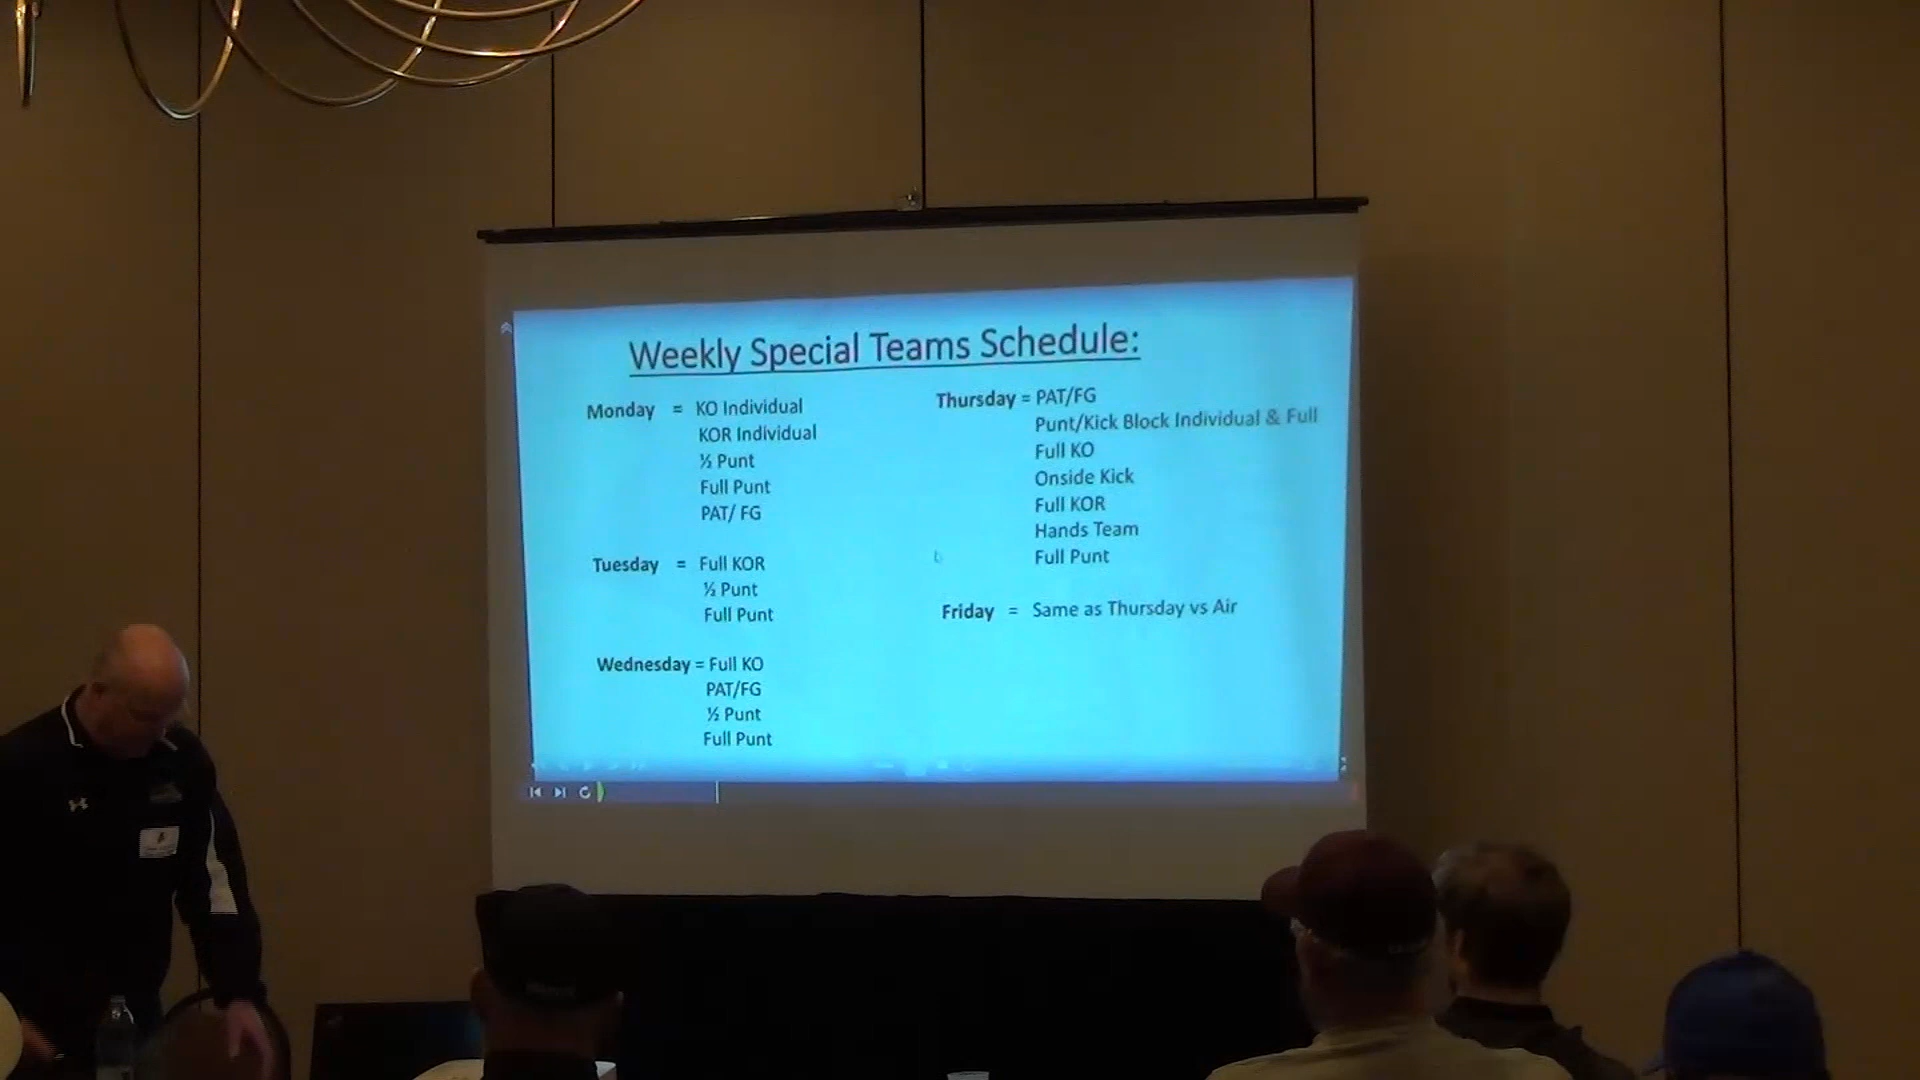 Weekly Special Teams Schedule:
Monday = KO Individual
KOR Individual
½ Punt
Full Punt
PAT/ FG
Tuesday = Full KOR
½ Punt
Full Punt
Wednesday = Full KO
PAT/FG
½ Punt
Full Punt
Thursday = PAT/FG
Punt/Kick Block Individual & Full
Full KO
Onside Kick
Full KOR
Hands Team
Full Punt
Friday = Same as Thursday vs Air